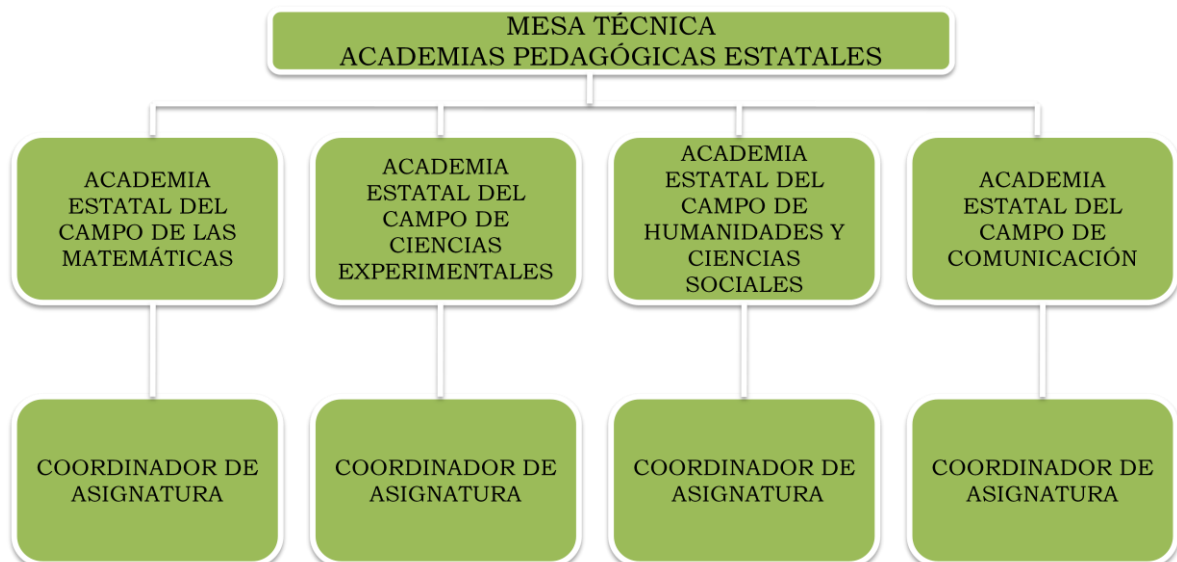 MESA TÉCNICA
ACADEMIAS PEDAGÓGICAS ESTATALES
ACADEMIA
ESTATAL DEL
CAMPO DE LAS
MATEMÁTICAS
ACADEMIA
ESTATAL DEL
CAMPO DE
CIENCIAS
EXPERIMENTALES
ACADEMIA
ESTATAL DEL
CAMPO DE
HUMANIDADES Y
CIENCIAS
SOCIALES
ACADEMIA
ESTATAL DEL
CAMPO DE
COMUNICACIÓN
COORDINADOR DE
ASIGNATURA
COORDINADOR DE
ASIGNATURA
COORDINADOR DE
ASIGNATURA
COORDINADOR DE
ASIGNATURA